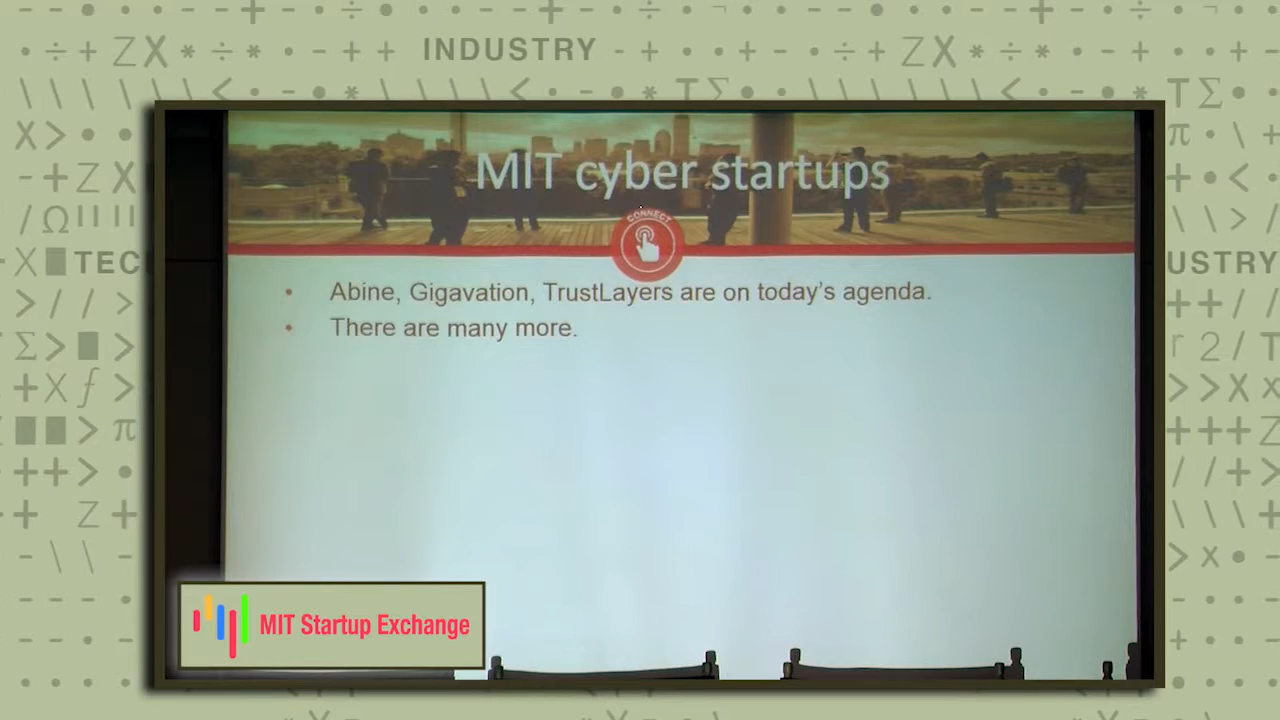 INDUSTRY
MIT cyber startups
CONNECT
TEC
USTRY
• Abine, Gigavation, TrustLayers are on today’s agenda.
• There are many more.
MIT Startup Exchange